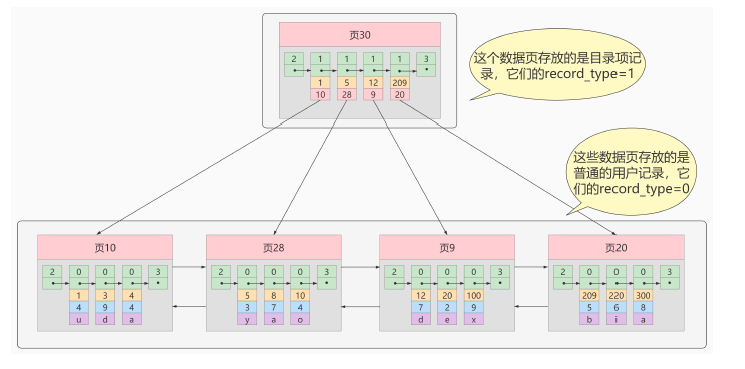 页30
2 1 1 1 1 3
1 5 12 209
10 28 9 20
这个数据页存放的是目录项记
录，它们的record_type=1
这些数据页存放的是
普通的用户记录，它
们的record_type=0
页10
2 0 0 0 3
1 3 4
4 9 4
u d a
页28
2 0 0 0 3
5 8 10
3 7 4
y a o
页9
2 0 0 0 3
12 20 100
7 2 9
d e x
页20
2 0 0 0 3
209 220 300
5 6 8
b i a